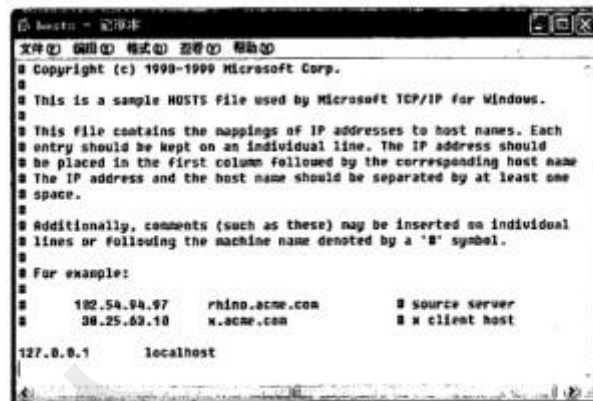 hosts - 记事本
文件(F) 编辑(E) 格式(O) 查看(V) 帮助(H)
# Copyright (c) 1993-1999 Microsoft Corp.
#
# This is a sample HOSTS file used by Microsoft TCP/IP for Windows.
#
# This file contains the mappings of IP addresses to host names. Each
# entry should be kept on an individual line. The IP address should
# be placed in the first column followed by the corresponding host name
# The IP address and the host name should be separated by at least one
# space.
#
# Additionally, comments (such as these) may be inserted on individual
# lines or following the machine name denoted by a '#' symbol.
#
# For example:
#
# 102.54.94.97 rhino.acme.com # source server
# 38.25.63.10 x.acme.com # x client host
127.0.0.1 localhost